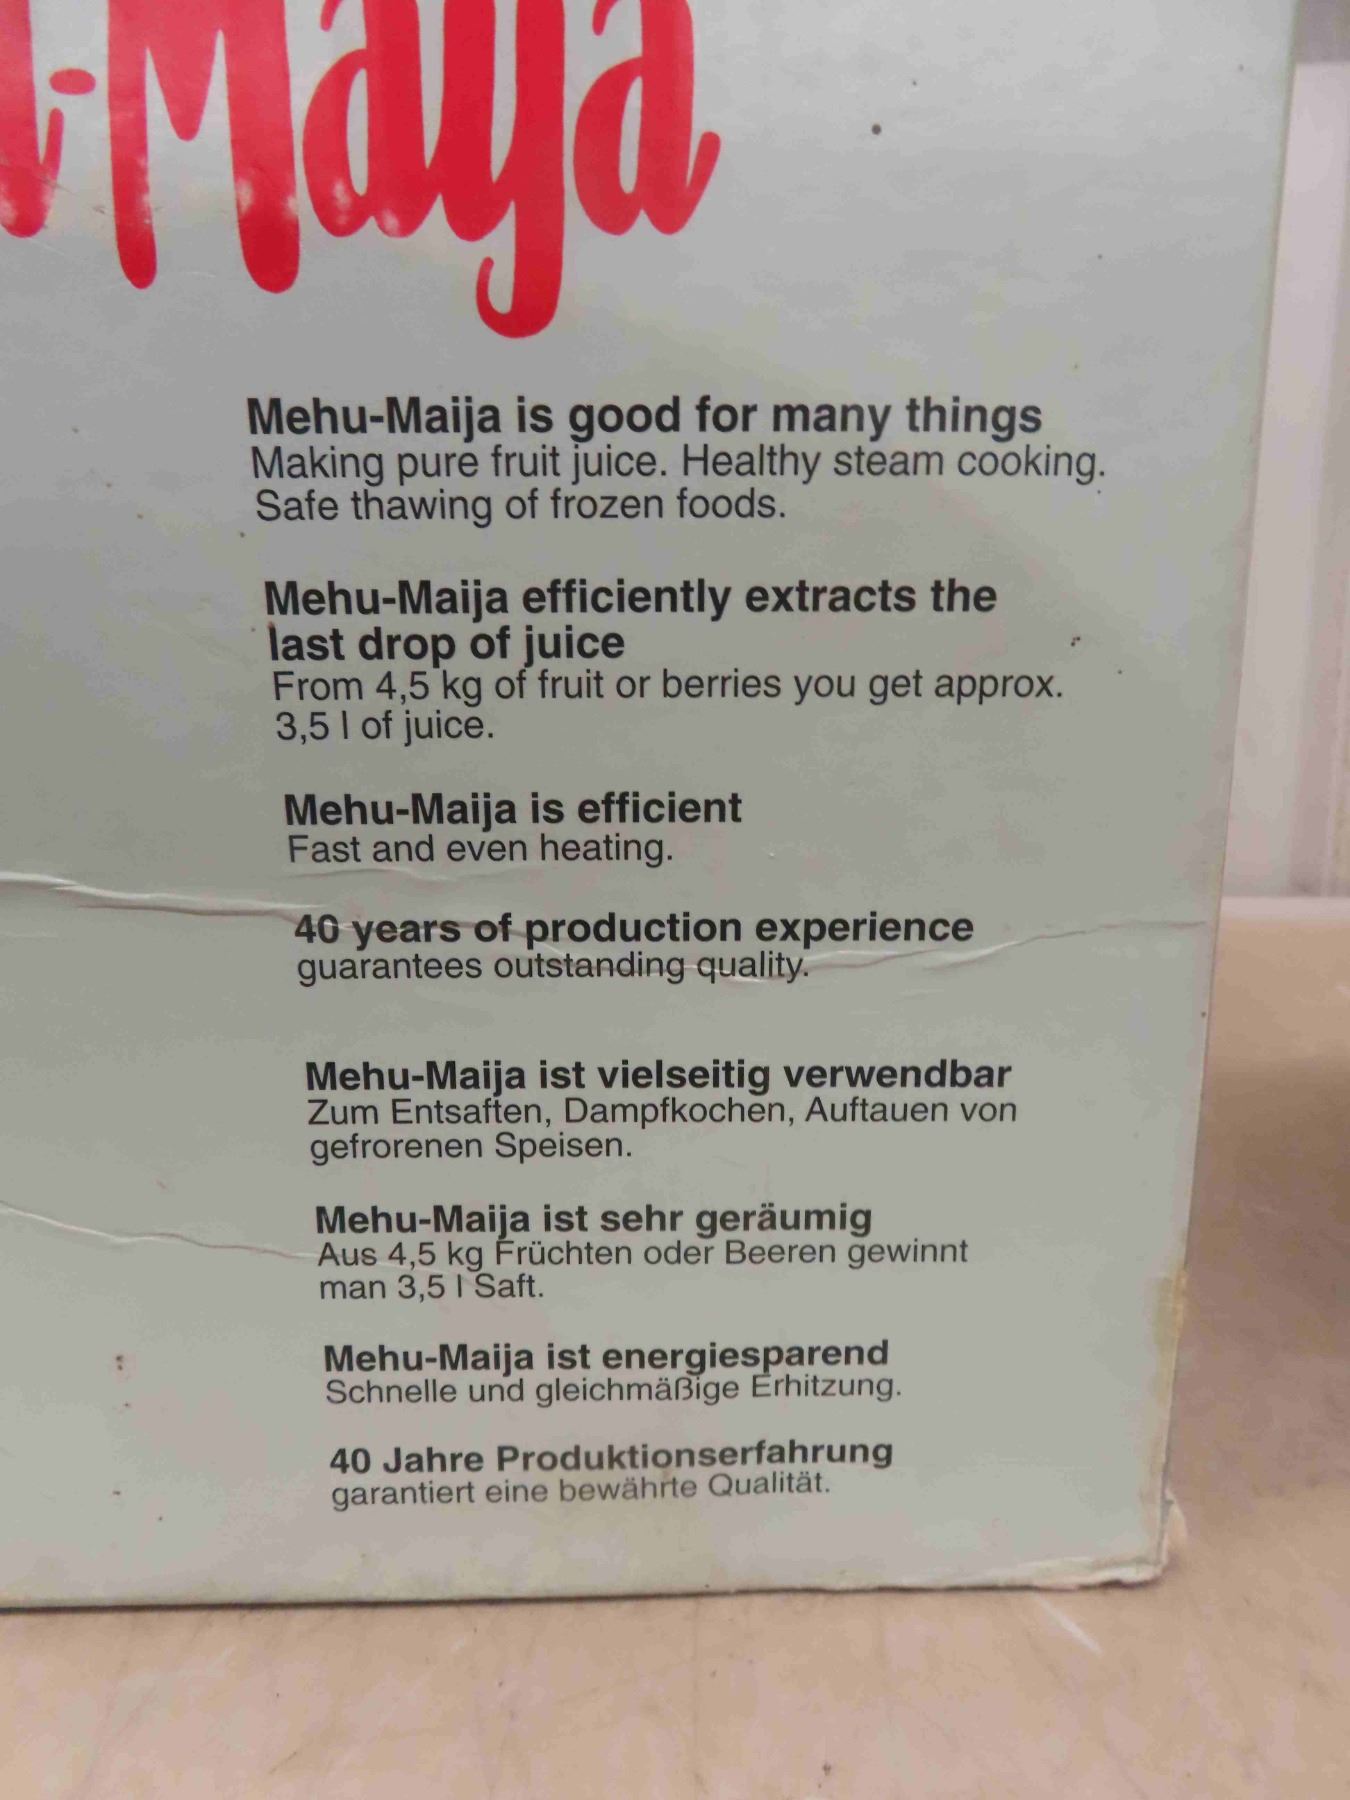 -Maija
Mehu-Maija is good for many things
Making pure fruit juice. Healthy steam cooking.
Safe thawing of frozen foods.
Mehu-Maija efficiently extracts the
last drop of juice
From 4,5 kg of fruit or berries you get approx.
3,5 l of juice.
Mehu-Maija is efficient
Fast and even heating.
40 years of production experience
guarantees outstanding quality.
Mehu-Maija ist vielseitig verwendbar
Zum Entsaften, Dampfkochen, Auftauen von
gefrorenen Speisen.
Mehu-Maija ist sehr geräumig
Aus 4,5 kg Früchten oder Beeren gewinnt
man 3,5 l Saft.
Mehu-Maija ist energiesparend
Schnelle und gleichmäßige Erhitzung.
40 Jahre Produktionserfahrung
garantiert eine bewährte Qualität.